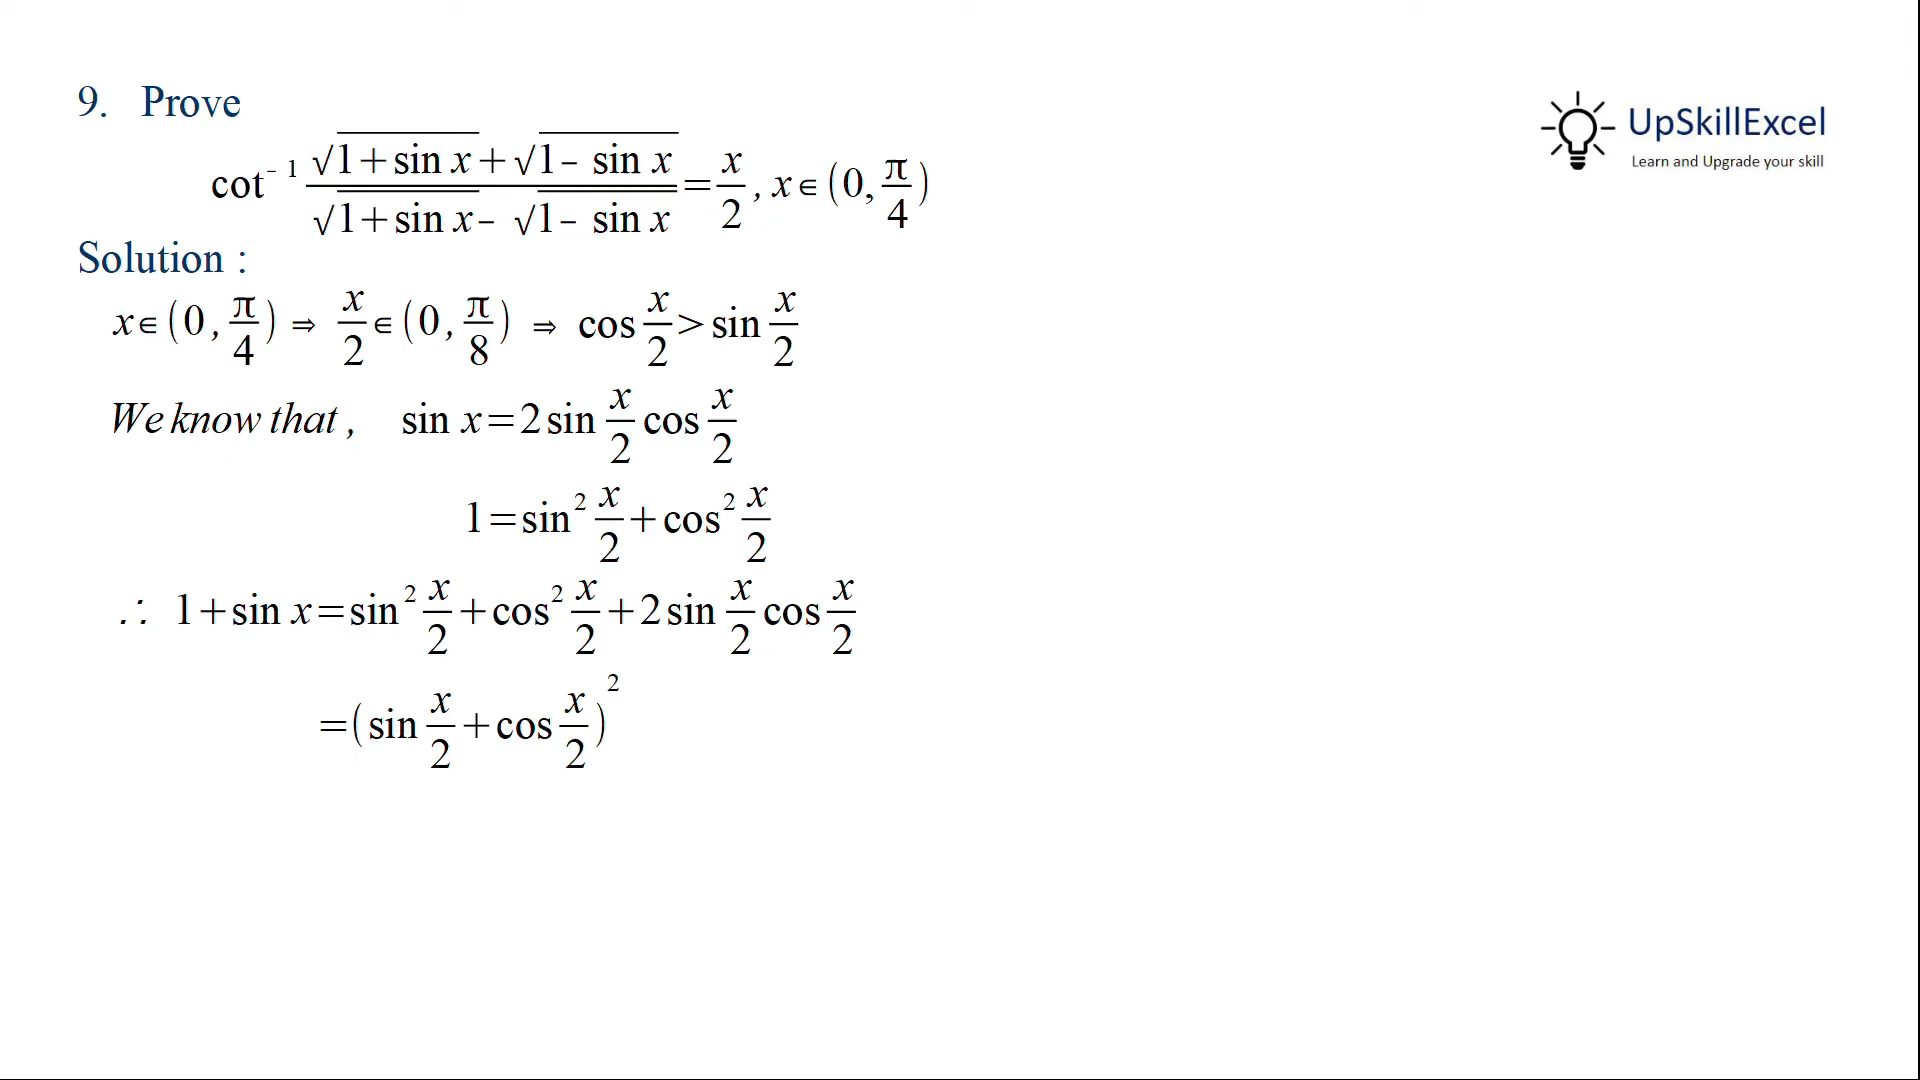 9. Prove
cot⁻¹ (√(1+sin x)+√(1– sin x))/(√(1+sin x)– √(1– sin x)) = x/2 , x∈(0, π/4)
Solution :
x∈(0 , π/4) ⇒ x/2∈(0 , π/8) ⇒ cos x/2 > sin x/2
We know that , sin x=2 sin x/2 cos x/2
1=sin² x/2+cos² x/2
∴ 1+sin x=sin² x/2+cos² x/2+2 sin x/2 cos x/2
=(sin x/2+cos x/2)²
UpSkillExcel
Learn and Upgrade your skill